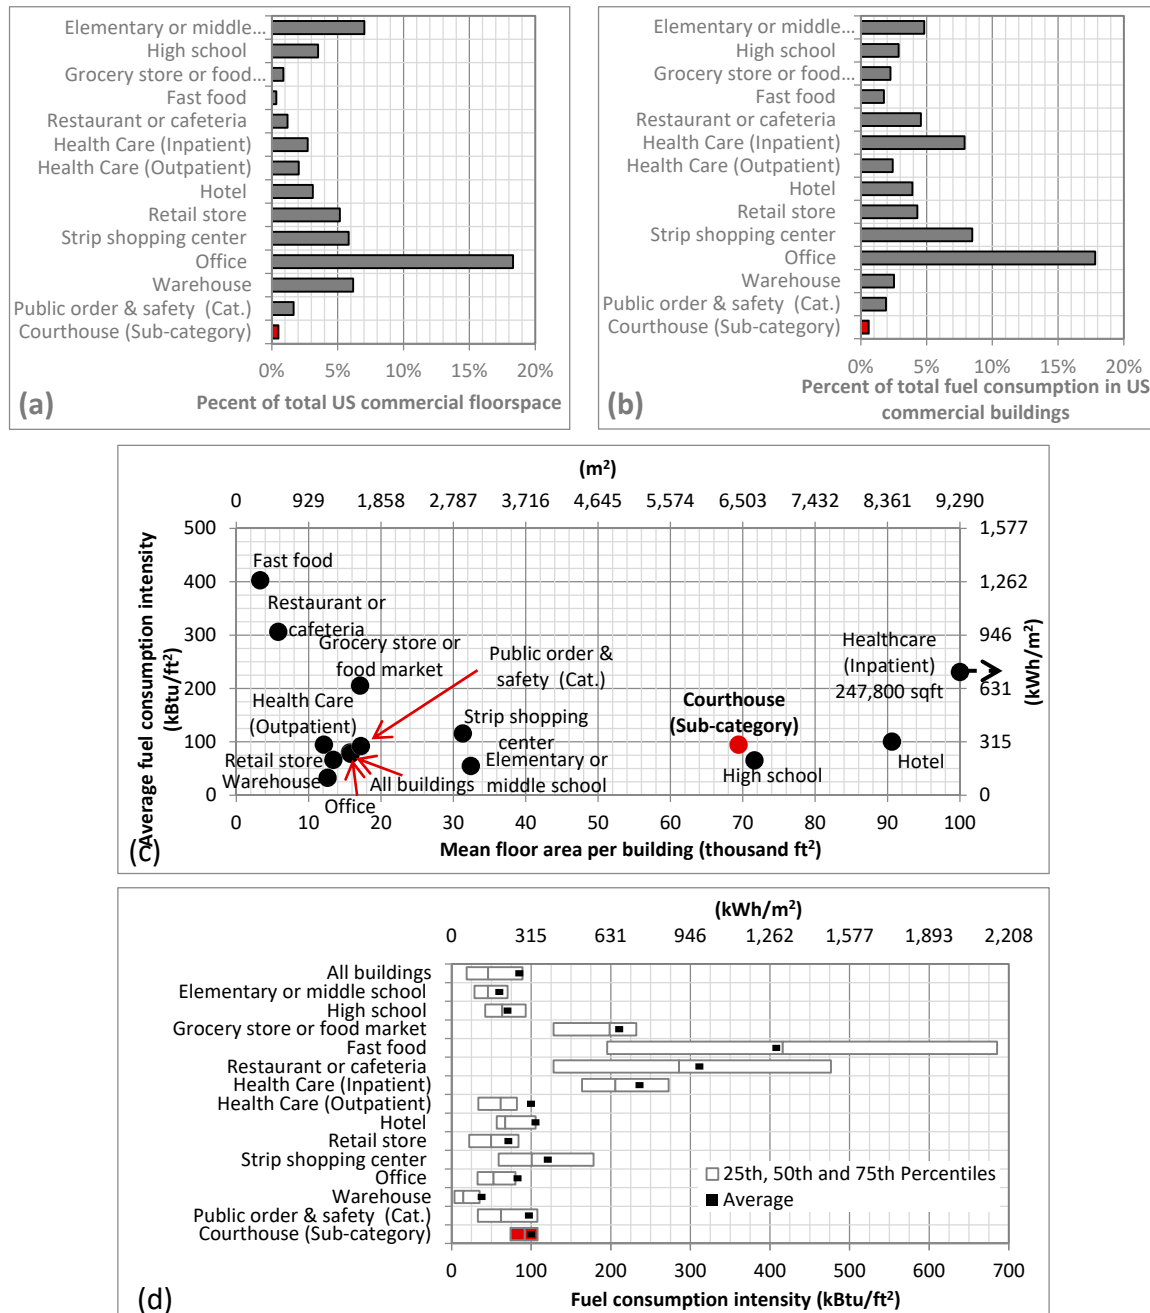 Elementary or middle...
High school
Grocery store or food...
Fast food
Restaurant or cafeteria
Health Care (Inpatient)
Health Care (Outpatient)
Hotel
Retail store
Strip shopping center
Office
Warehouse
Public order & safety (Cat.)
Courthouse (Sub-category)
0% 5% 10% 15% 20%
(a)
Pecent of total US commercial floorspace
Elementary or middle...
High school
Grocery store or food...
Fast food
Restaurant or cafeteria
Health Care (Inpatient)
Health Care (Outpatient)
Hotel
Retail store
Strip shopping center
Office
Warehouse
Public order & safety (Cat.)
Courthouse (Sub-category)
0% 5% 10% 15% 20%
(b)
Percent of total fuel consumption in US
commercial buildings
(m²)
0 929 1,858 2,787 3,716 4,645 5,574 6,503 7,432 8,361 9,290
Average fuel consumption intensity
(kBtu/ft²)
500
400
300
200
100
0
1,577
1,262
946
631
315
0
(kWh/m²)
Fast food
Restaurant or
cafeteria
Grocery store or
food market
Public order &
safety (Cat.)
Health Care
(Outpatient)
Retail store
Warehouse
Office
All buildings
Strip shopping
center
Elementary or
middle school
Courthouse
(Sub-category)
High school
Healthcare
(Inpatient)
247,800 sqft
Hotel
0 10 20 30 40 50 60 70 80 90 100
(c)
Mean floor area per building (thousand ft²)
(kWh/m²)
0 315 631 946 1,262 1,577 1,893 2,208
All buildings
Elementary or middle school
High school
Grocery store or food market
Fast food
Restaurant or cafeteria
Health Care (Inpatient)
Health Care (Outpatient)
Hotel
Retail store
Strip shopping center
Office
Warehouse
Public order & safety (Cat.)
Courthouse (Sub-category)
25th, 50th and 75th Percentiles
Average
0 100 200 300 400 500 600 700
(d)
Fuel consumption intensity (kBtu/ft²)